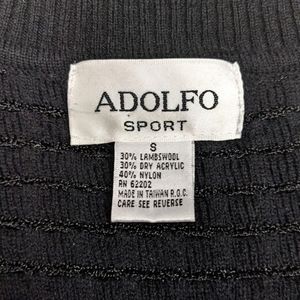 ADOLFO
SPORT
S
30% LAMBSWOOL
30% DRY ACRYLIC
40% NYLON
RN 62202
MADE IN TAIWAN R.O.C.
CARE SEE REVERSE